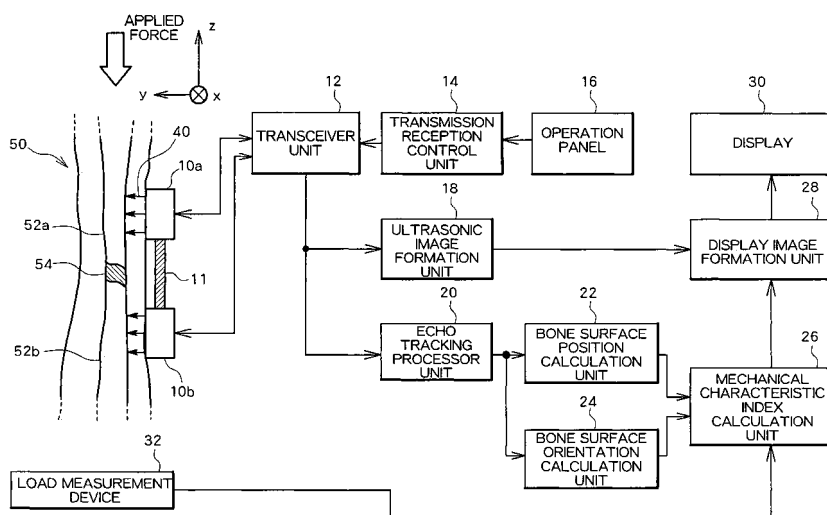 APPLIED
FORCE
z
y
x
12
14
16
30
TRANSCEIVER
UNIT
TRANSMISSION
RECEPTION
CONTROL
UNIT
OPERATION
PANEL
DISPLAY
50
40
10a
18
28
52a
ULTRASONIC
IMAGE
FORMATION
UNIT
DISPLAY IMAGE
FORMATION UNIT
54
11
20
22
26
ECHO
TRACKING
PROCESSOR
UNIT
BONE SURFACE
POSITION
CALCULATION
UNIT
52b
10b
MECHANICAL
CHARACTERISTIC
INDEX
CALCULATION
UNIT
24
BONE SURFACE
ORIENTATION
CALCULATION
UNIT
32
LOAD MEASUREMENT
DEVICE